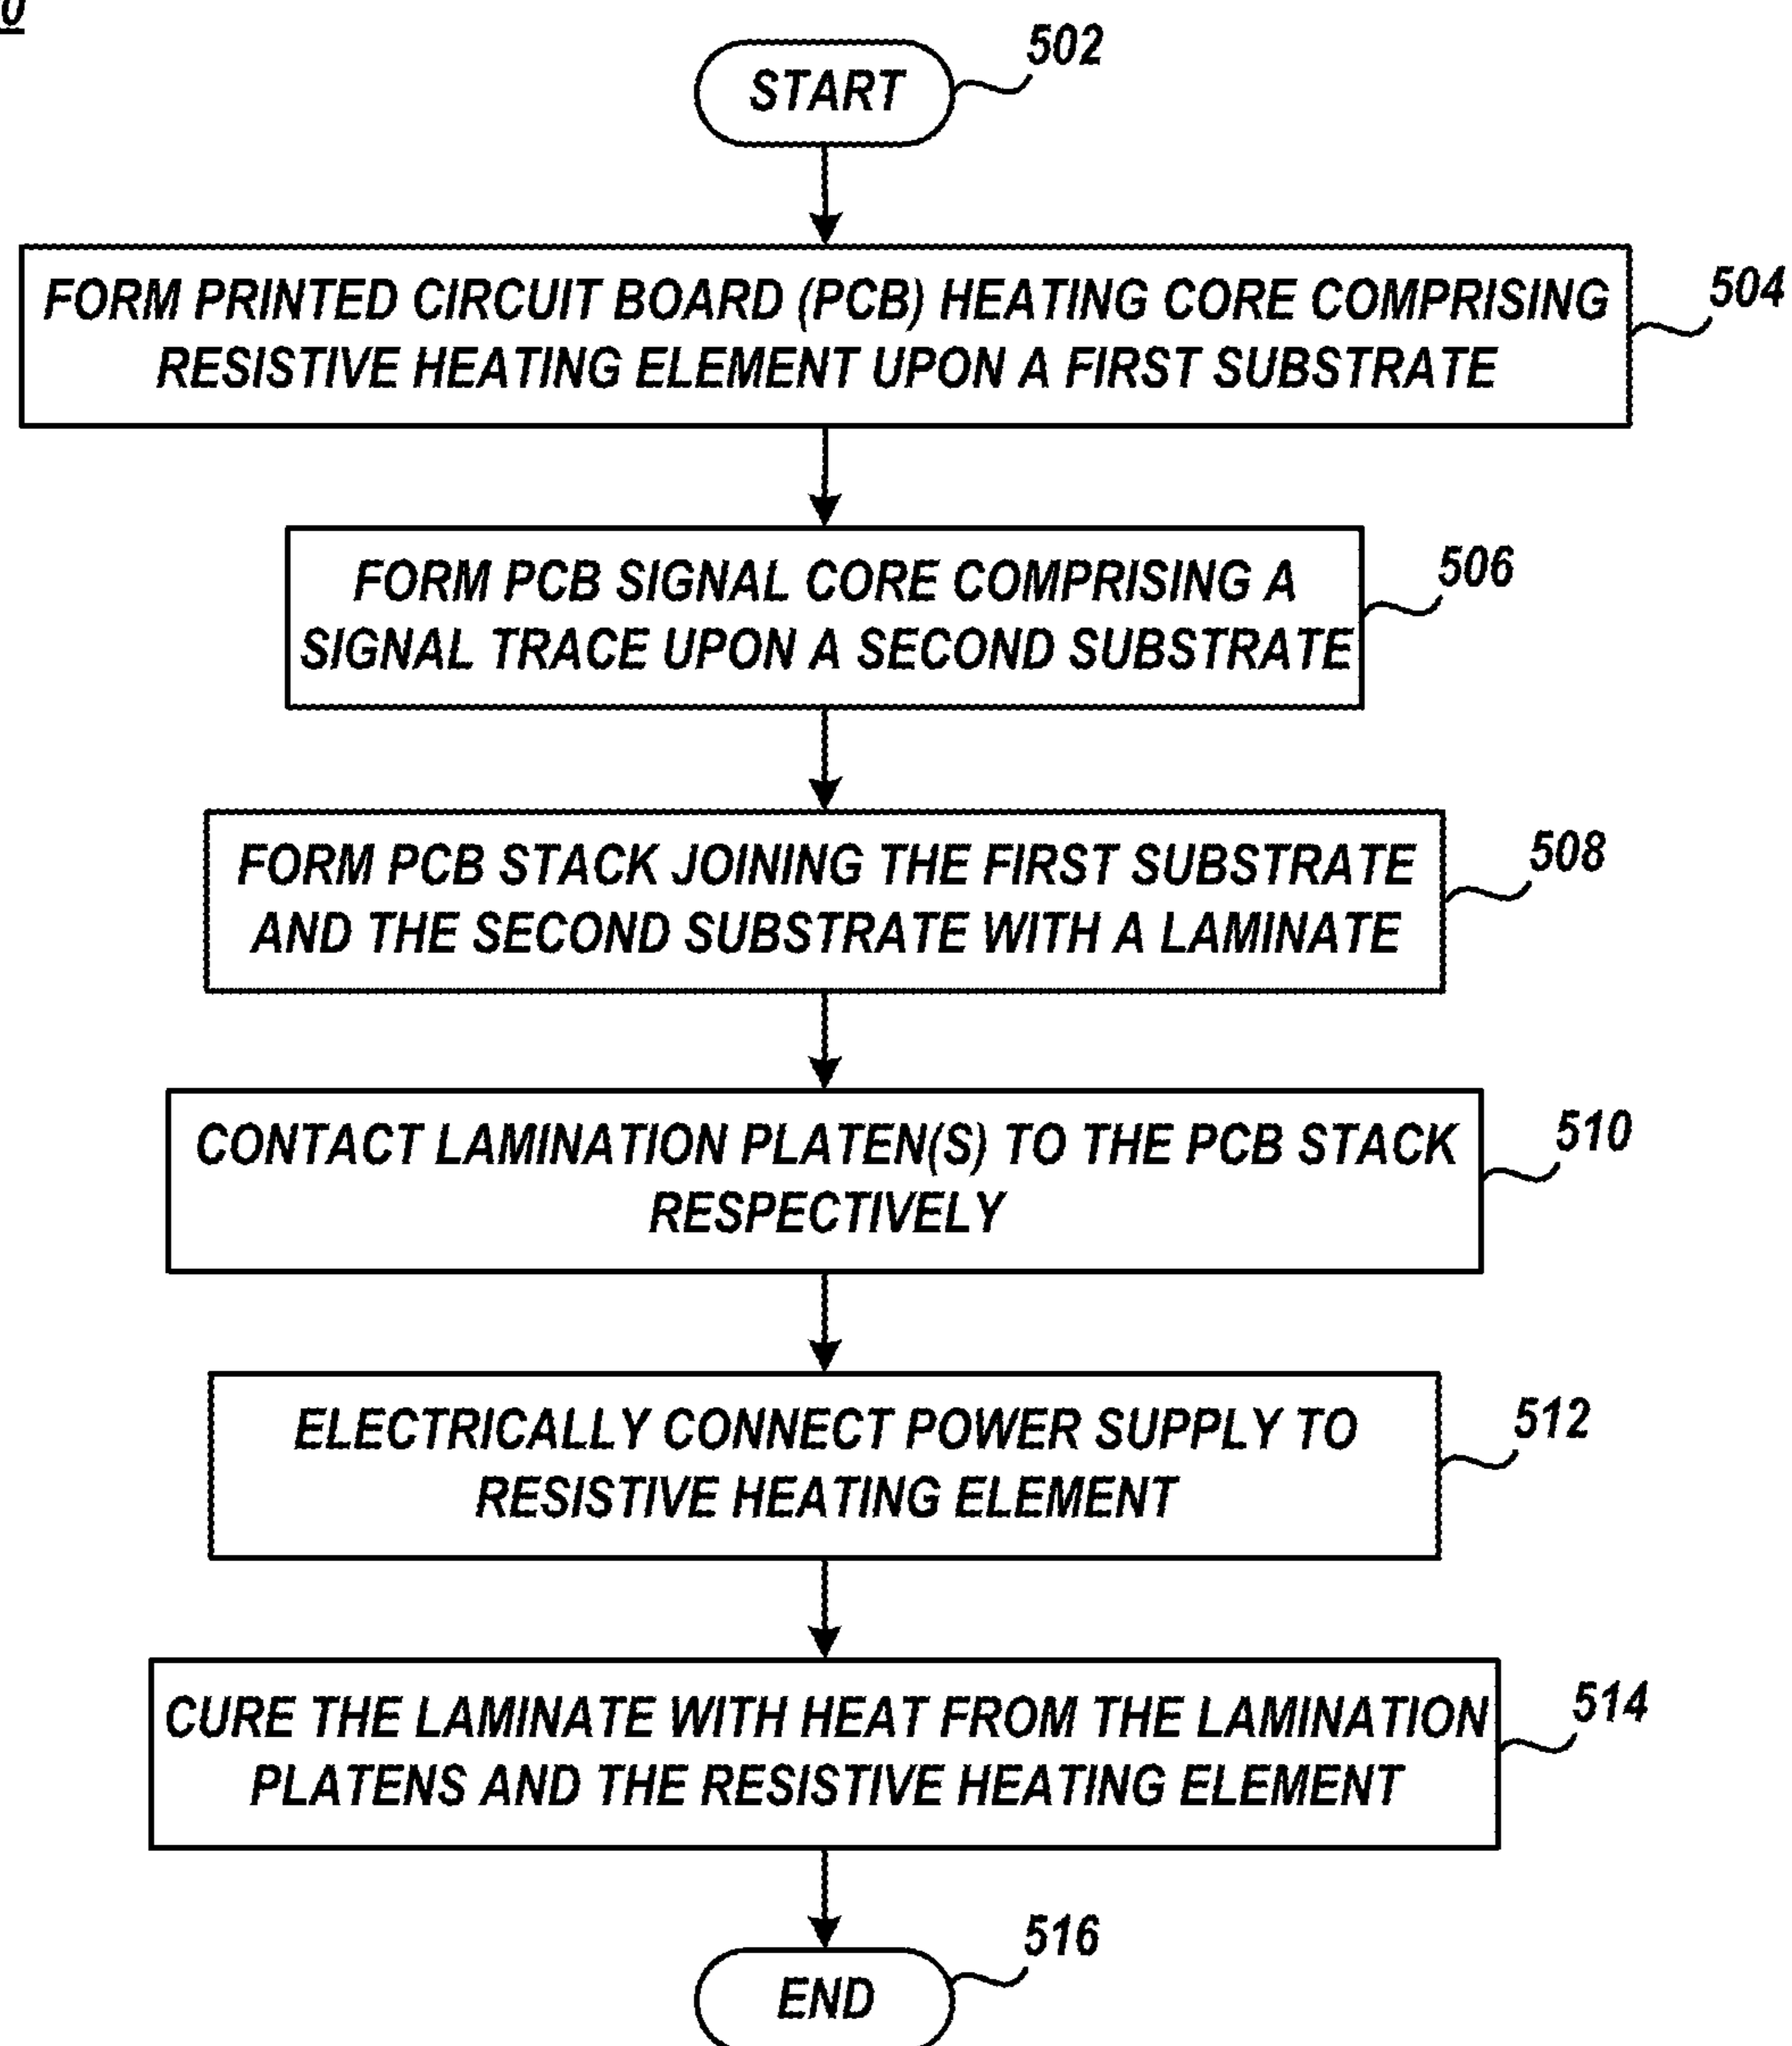 START
502
FORM PRINTED CIRCUIT BOARD (PCB) HEATING CORE COMPRISING
RESISTIVE HEATING ELEMENT UPON A FIRST SUBSTRATE
504
FORM PCB SIGNAL CORE COMPRISING A
SIGNAL TRACE UPON A SECOND SUBSTRATE
506
FORM PCB STACK JOINING THE FIRST SUBSTRATE
AND THE SECOND SUBSTRATE WITH A LAMINATE
508
CONTACT LAMINATION PLATEN(S) TO THE PCB STACK
RESPECTIVELY
510
ELECTRICALLY CONNECT POWER SUPPLY TO
RESISTIVE HEATING ELEMENT
512
CURE THE LAMINATE WITH HEAT FROM THE LAMINATION
PLATENS AND THE RESISTIVE HEATING ELEMENT
514
END
516